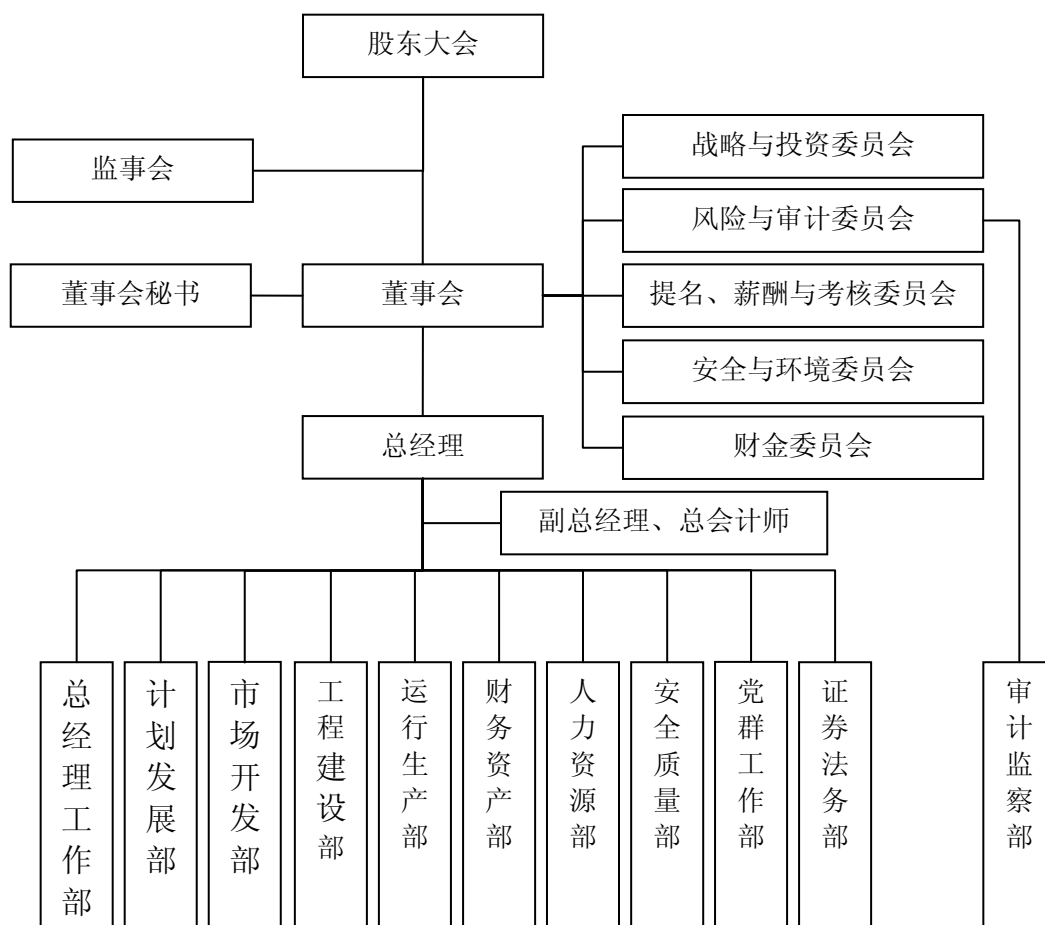 股东大会
监事会
战略与投资委员会
风险与审计委员会
董事会秘书
董事会
提名、薪酬与考核委员会
安全与环境委员会
总经理
财金委员会
副总经理、总会计师
总经理工作部
计划发展部
市场开发部
工程建设部
运行生产部
财务资产部
人力资源部
安全质量部
党群工作部
证券法务部
审计监察部